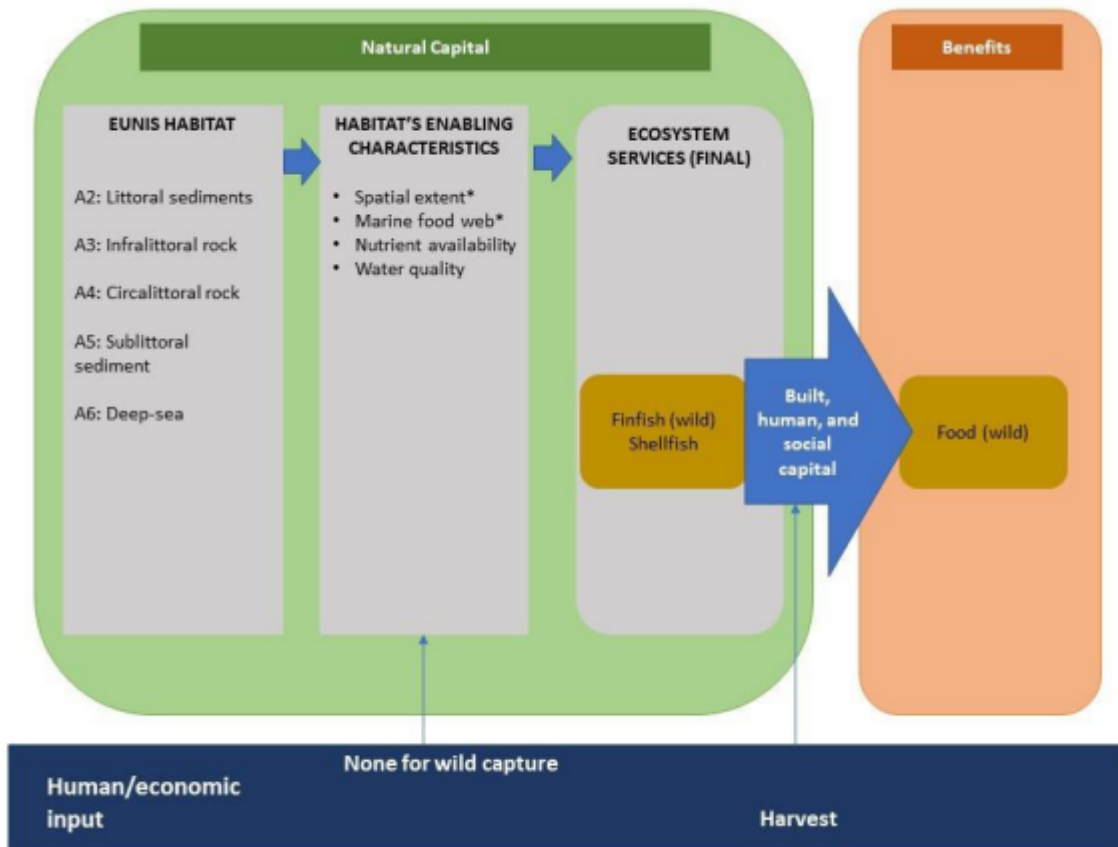 Natural Capital
Benefits
EUNIS HABITAT
A2: Littoral sediments
A3: Infralittoral rock
A4: Circalittoral rock
A5: Sublittoral
sediment
A6: Deep-sea
HABITAT'S ENABLING
CHARACTERISTICS
• Spatial extent*
• Marine food web*
• Nutrient availability
• Water quality
ECOSYSTEM
SERVICES (FINAL)
Finfish (wild)
Shellfish
Built,
human, and
social
capital
Food (wild)
None for wild capture
Human/economic
input
Harvest